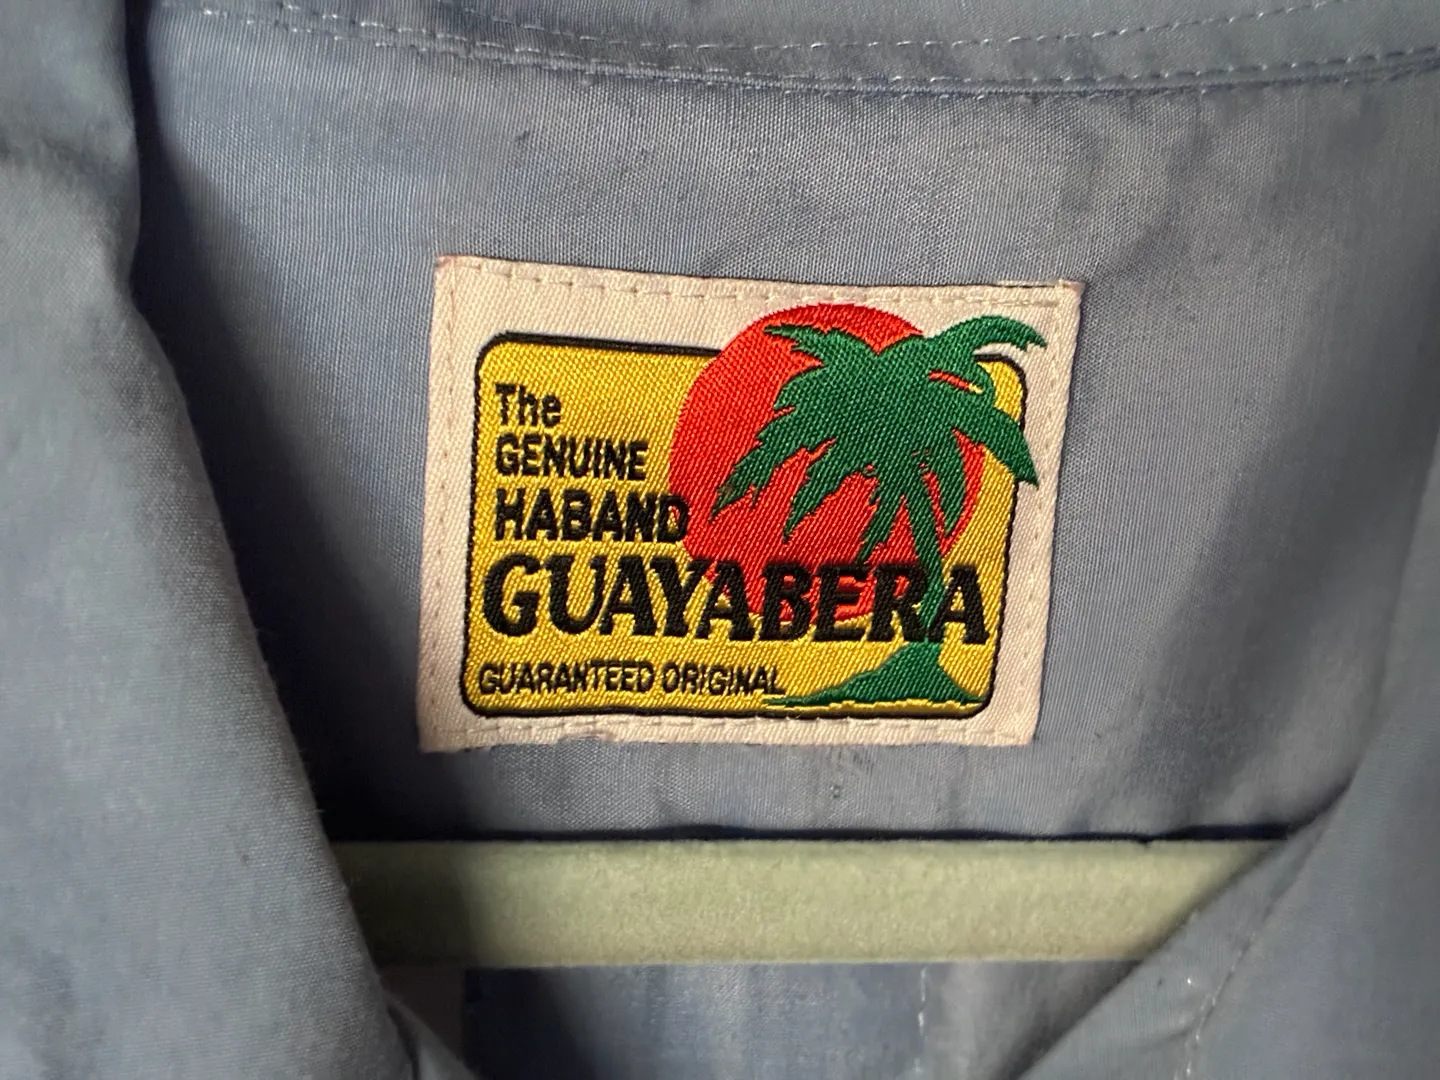 The
GENUINE
HABAND
GUAYABERA
GUARANTEED ORIGINAL